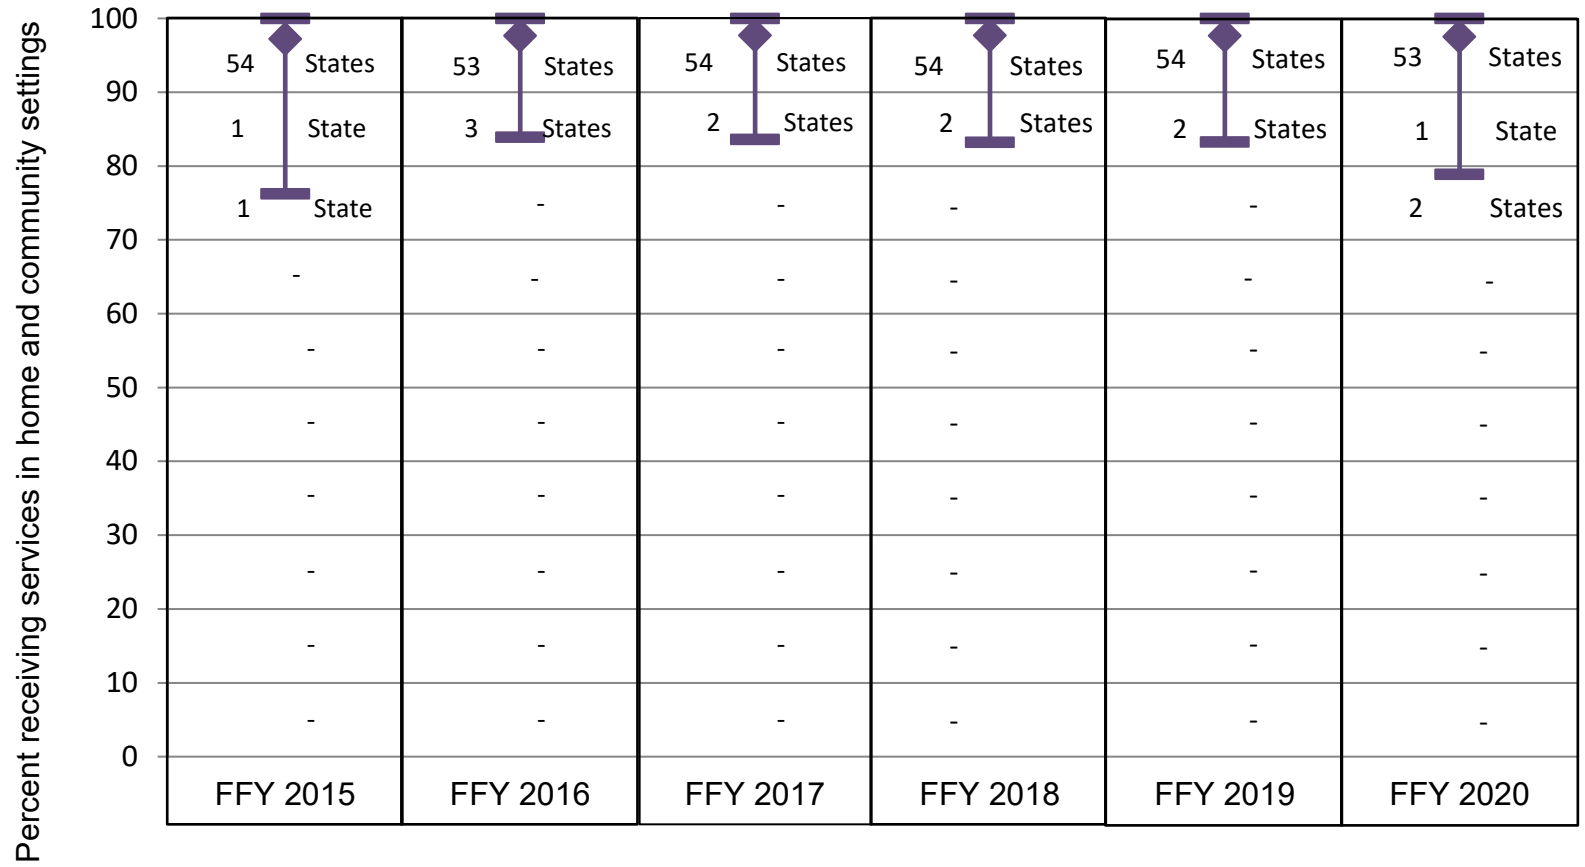 Percent receiving services in home and community settings
100
54 States 53 States 54 States 54 States 54 States 53 States
90
1 State 3 States 2 States 2 States 2 States 1 State
80
1 State - - - - 2 States
70
- - - - - -
60
- - - - - -
50
- - - - - -
40
- - - - - -
30
- - - - - -
20
- - - - - -
10
- - - - - -
0
FFY 2015 FFY 2016 FFY 2017 FFY 2018 FFY 2019 FFY 2020